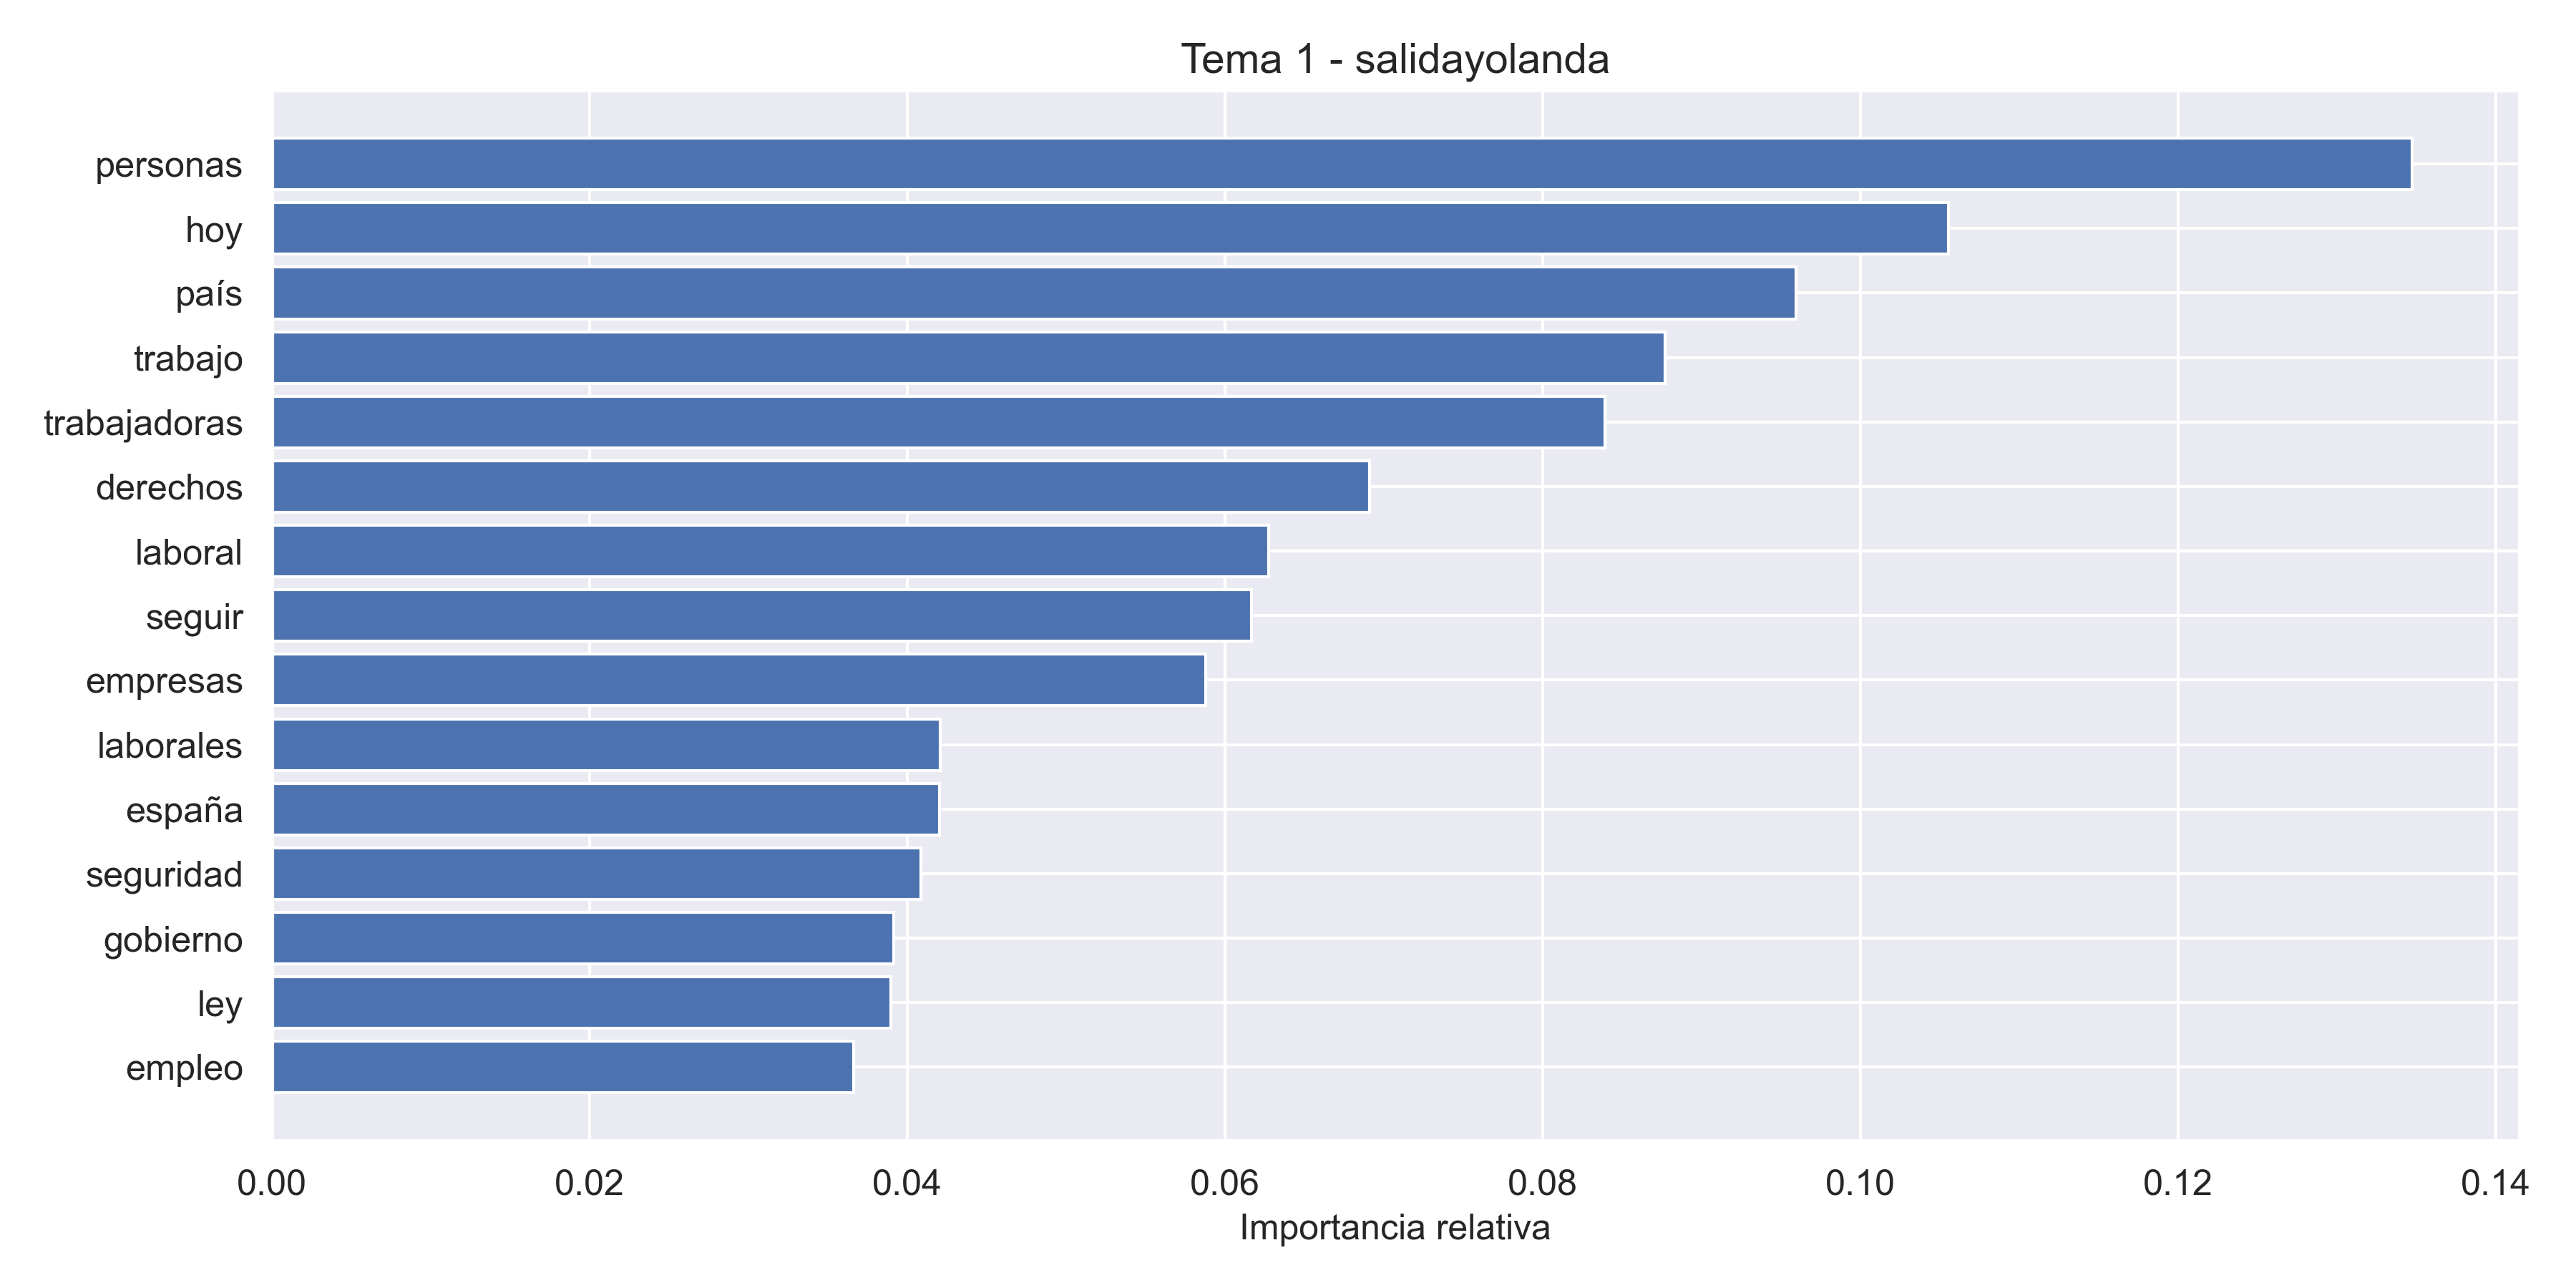 Tema 1 - salidayolanda
personas
hoy
país
trabajo
trabajadoras
derechos
laboral
seguir
empresas
laborales
españa
seguridad
gobierno
ley
empleo
0.00 0.02 0.04 0.06 0.08 0.10 0.12 0.14
Importancia relativa